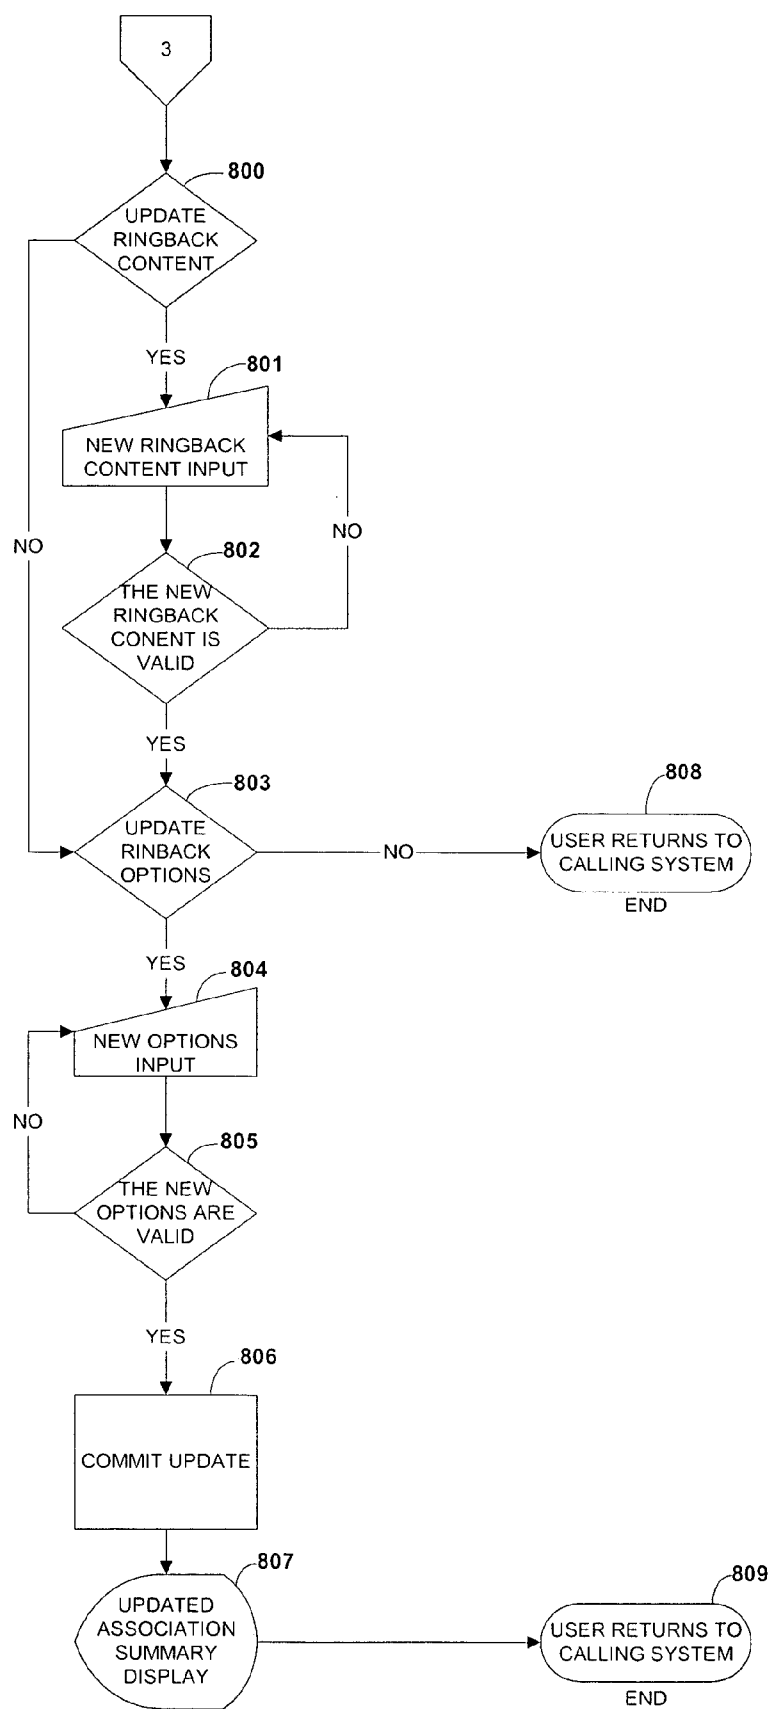 3
800
UPDATE
RINGBACK
CONTENT
YES
801
NEW RINGBACK
CONTENT INPUT
NO
NO
802
THE NEW
RINGBACK
CONENT IS
VALID
YES
803
808
UPDATE
RINBACK
OPTIONS
NO
USER RETURNS TO
CALLING SYSTEM
END
YES
804
NEW OPTIONS
INPUT
NO
805
THE NEW
OPTIONS ARE
VALID
YES
806
COMMIT UPDATE
807
809
UPDATED
ASSOCIATION
SUMMARY
DISPLAY
USER RETURNS TO
CALLING SYSTEM
END